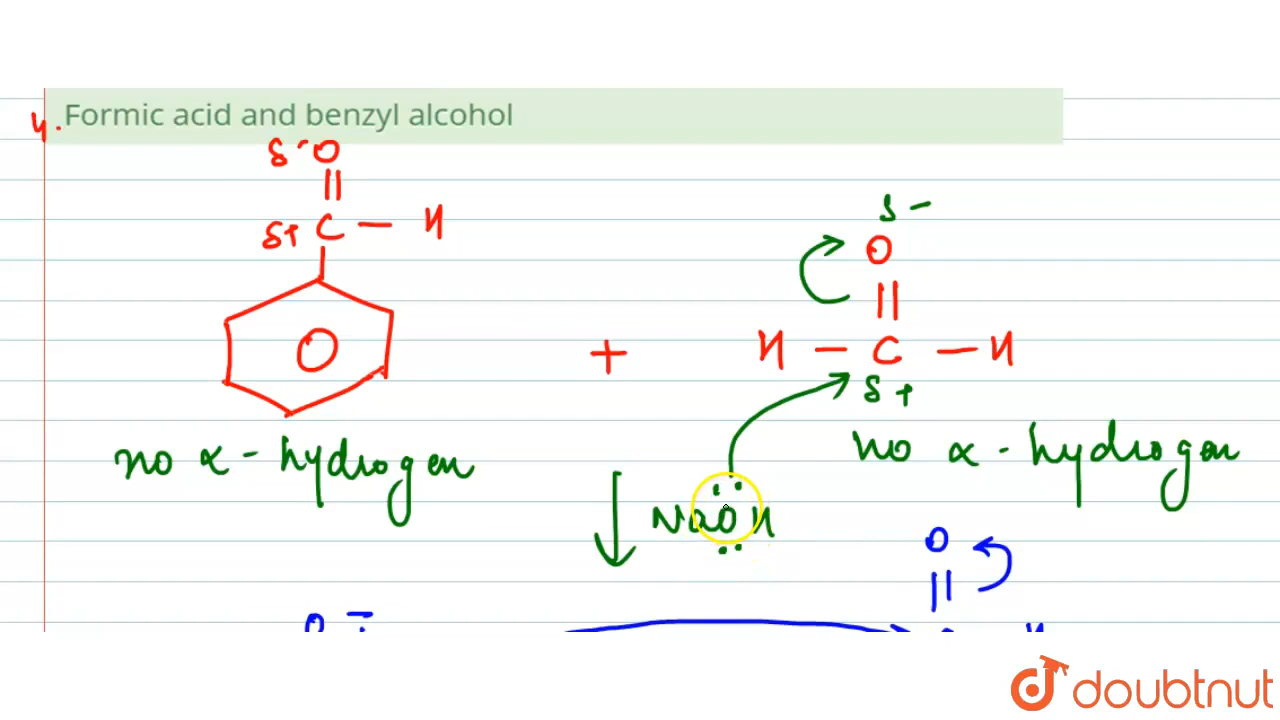 4. Formic acid and benzyl alcohol
δ- O
δ+ C — H
δ-
O
+ H — C — H
δ+
no α - hydrogen
no α - hydrogen
NaOH
O
O -
H
doubtnut